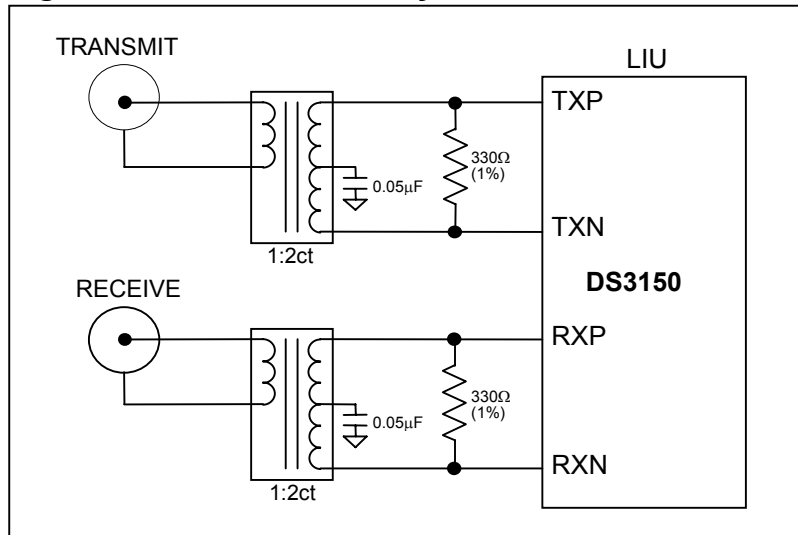 TRANSMIT
LIU
TXP
330Ω
(1%)
0.05μF
TXN
1:2ct
DS3150
RECEIVE
RXP
330Ω
(1%)
0.05μF
RXN
1:2ct